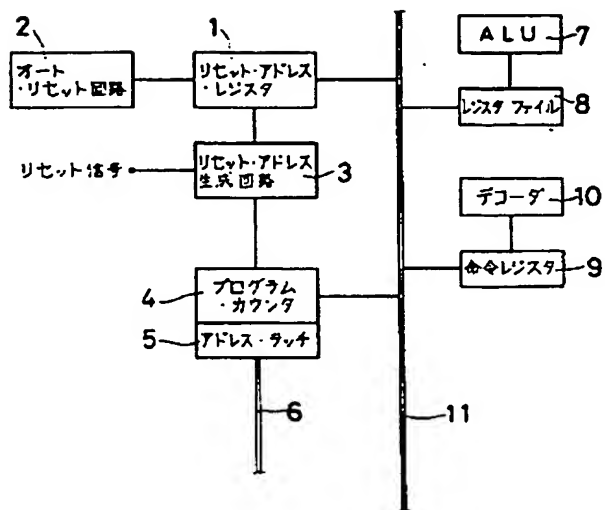 2
オート
・リセット回路
1
リセット・アドレス
・レジスタ
リセット信号
リセット・アドレス
生成回路
3
4
プログラム
・カウンタ
5
アドレス・ラッチ
6
ALU
7
レジスタ ファイル
8
デコーダ
10
命令レジスタ
9
11